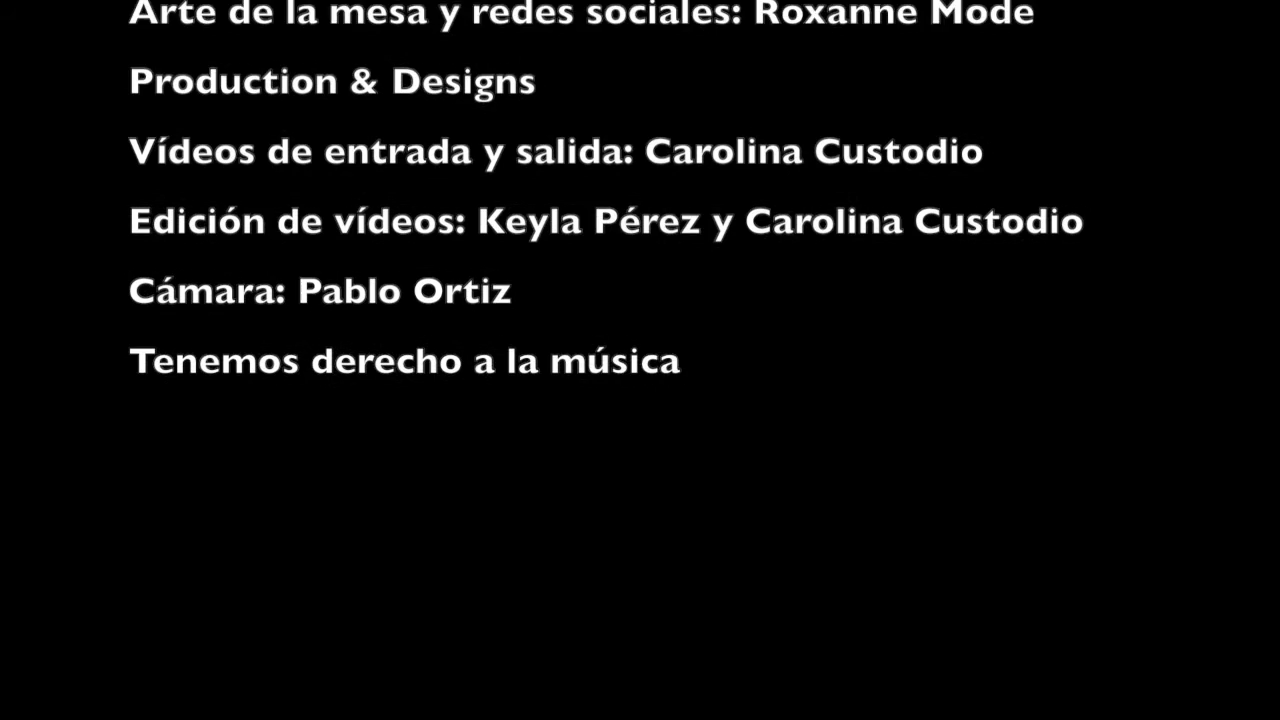 Arte de la mesa y redes sociales: Roxanne Mode
Production & Designs
Vídeos de entrada y salida: Carolina Custodio
Edición de vídeos: Keyla Pérez y Carolina Custodio
Cámara: Pablo Ortiz
Tenemos derecho a la música